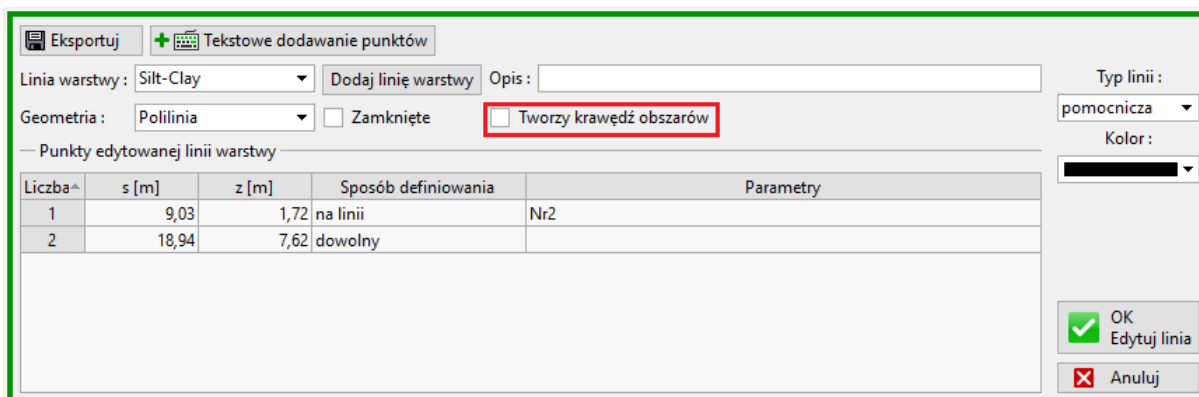 Eksportuj Tekstowe dodawanie punktów
Linia warstwy : Silt-Clay Dodaj linię warstwy Opis : Typ linii :
Geometria : Polilinia Zamknięte Tworzy krawędź obszarów pomocnicza
Kolor :
Punkty edytowanej linii warstwy
Liczba s [m] z [m] Sposób definiowania Parametry
1 9,03 1,72 na linii Nr2
2 18,94 7,62 dowolny
OK
Edytuj linia
Anuluj